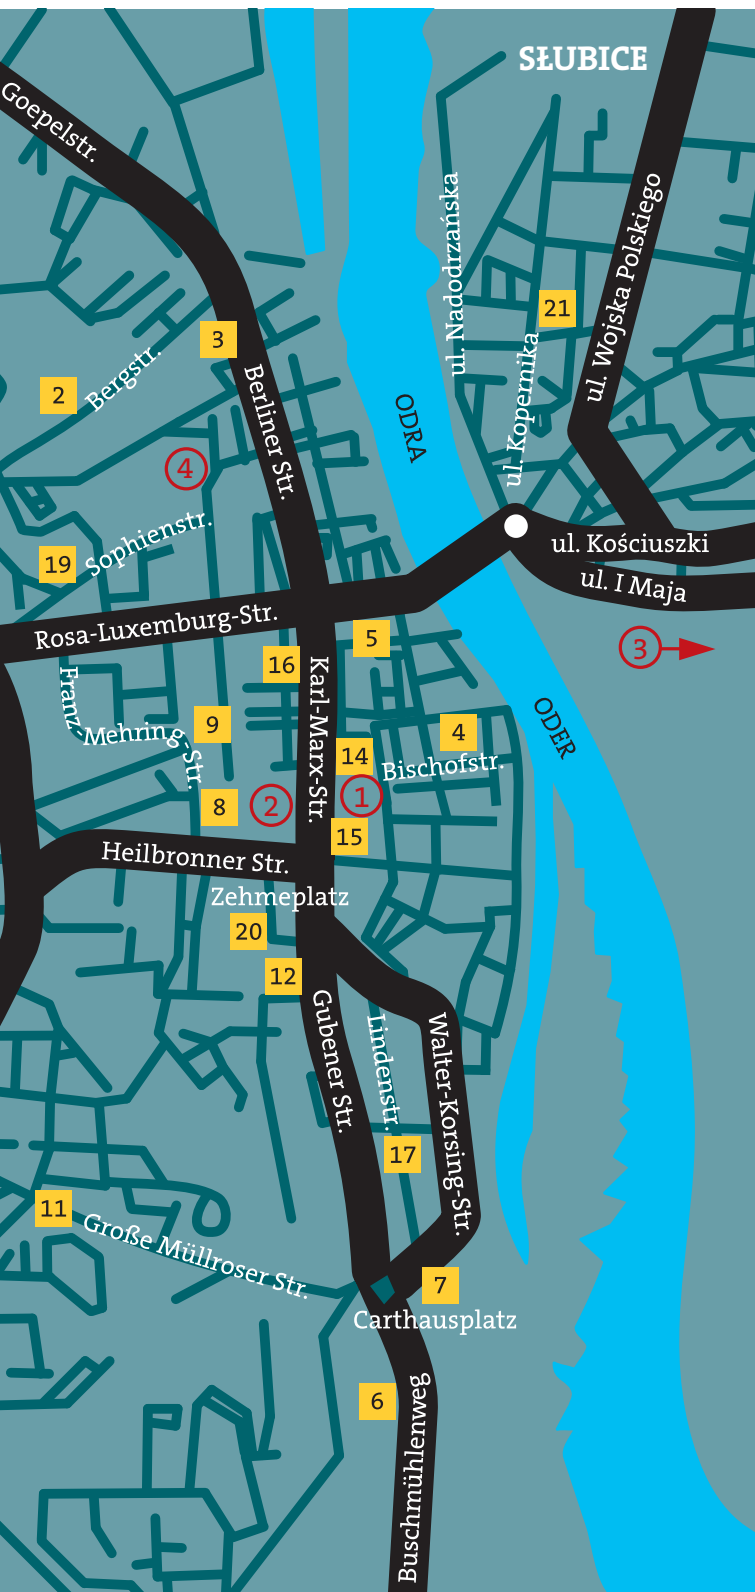 SŁUBICE
Goepelstr.
ul. Nadodrzańska
ul. Wojska Polskiego
21
3
ul. Kopernika
Bergstr.
2
Berliner Str.
ODRA
4
Sophienstr.
19
ul. Kościuszki
ul. I Maja
Rosa-Luxemburg-Str.
5
3
16
Karl-Marx-Str.
Franz-Mehring-Str.
9
4
ODER
14
Bischofstr.
8
2
1
15
Heilbronner Str.
Zehmeplatz
20
12
Gubener Str.
Lindenstr.
Walter-Korsing-Str.
17
11
Große Müllroser Str.
7
Carthausplatz
6
Buschmühlenweg